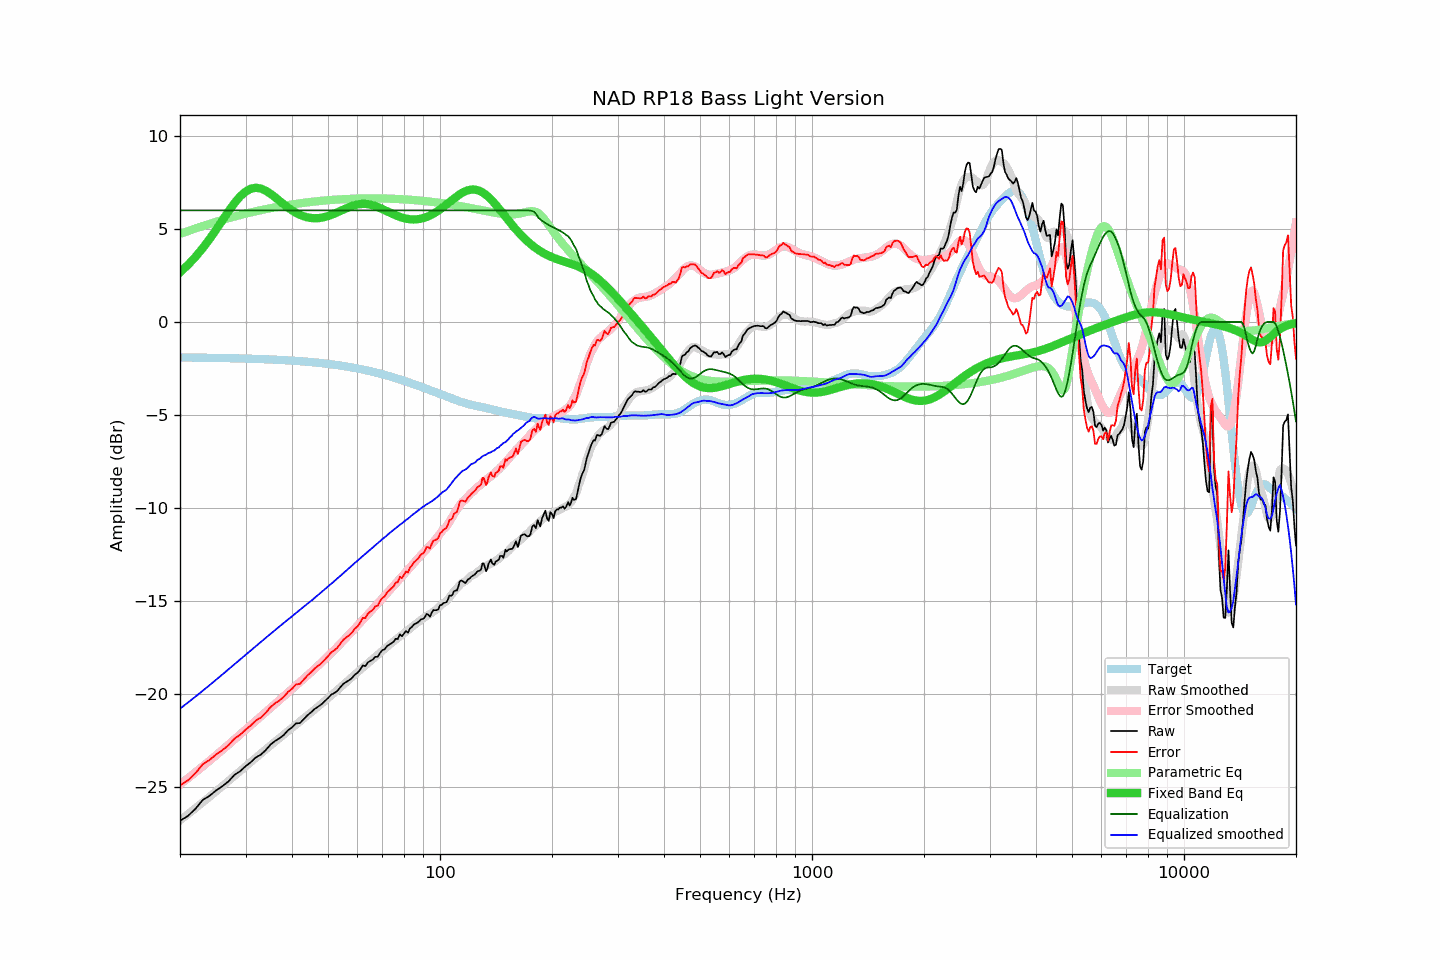 NAD RP18 Bass Light Version
10
5
0
−5
−10
−15
−20
−25
Amplitude (dBr)
100
1000
10000
Frequency (Hz)
Target
Raw Smoothed
Error Smoothed
Raw
Error
Parametric Eq
Fixed Band Eq
Equalization
Equalized smoothed